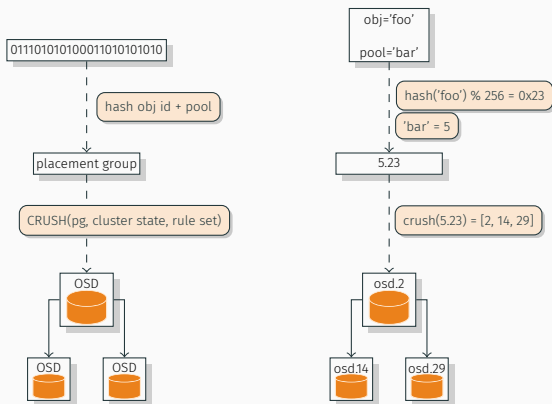 01110101010001101010​1010
hash obj id + pool
placement group
CRUSH(pg, cluster state, rule set)
OSD
OSD
OSD
obj='foo'
pool='bar'
hash('foo') % 256 = 0x23
'bar' = 5
5.23
crush(5.23) = [2, 14, 29]
osd.2
osd.14
osd.29